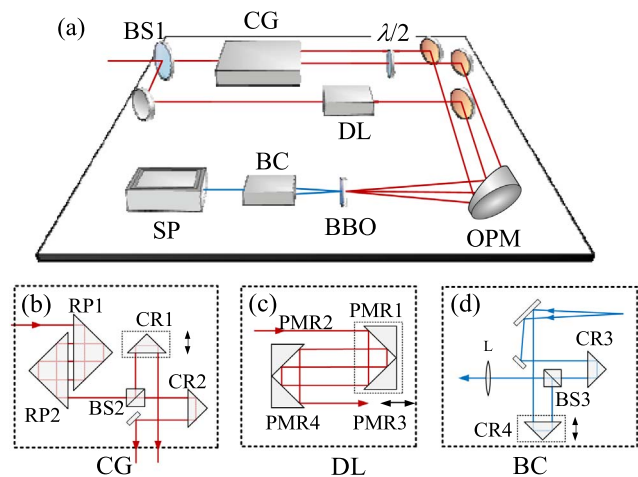 (a)
BS1
CG
λ/2
DL
BC
SP
BBO
OPM
(b)
RP1
CR1
CR2
RP2
BS2
CG
(c)
PMR1
PMR2
PMR4
PMR3
DL
(d)
L
CR3
BS3
CR4
BC